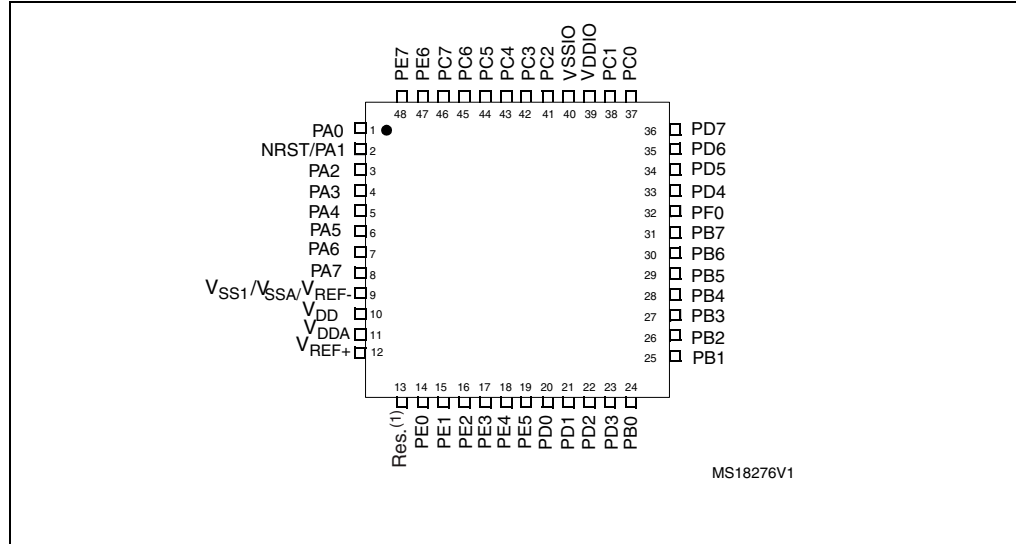 PE7 PE6 PC7 PC6 PC5 PC4 PC3 PC2 VSSIO VDDIO PC1 PC0
48 47 46 45 44 43 42 41 40 39 38 37
PA0 1
NRST/PA1 2
PA2 3
PA3 4
PA4 5
PA5 6
PA6 7
PA7 8
VSS1/VSSA/VREF- 9
VDD 10
VDDA 11
VREF+ 12
36 PD7
35 PD6
34 PD5
33 PD4
32 PF0
31 PB7
30 PB6
29 PB5
28 PB4
27 PB3
26 PB2
25 PB1
13 14 15 16 17 18 19 20 21 22 23 24
Res.(1) PE0 PE1 PE2 PE3 PE4 PE5 PD0 PD1 PD2 PD3 PB0
MS18276V1